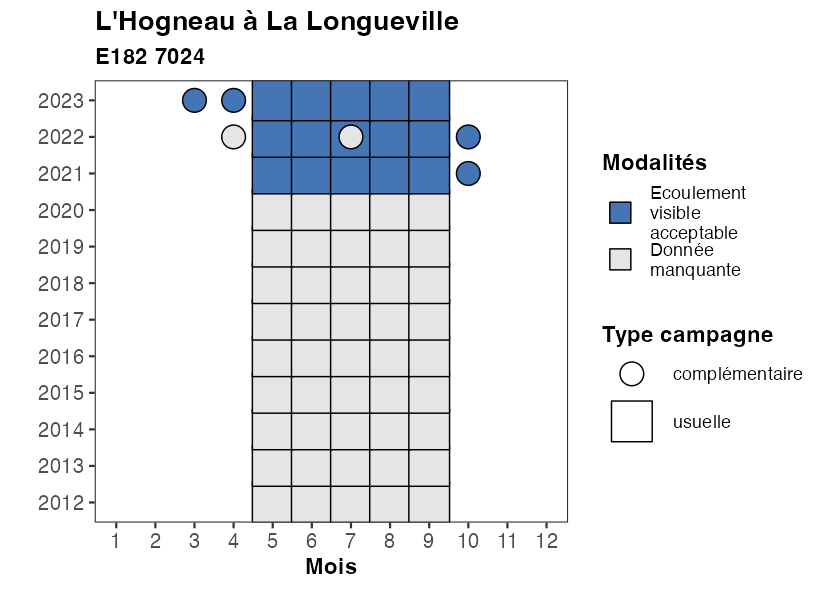 L'Hogneau à La Longueville
E182 7024
2023
2022
2021
2020
2019
2018
2017
2016
2015
2014
2013
2012
1 2 3 4 5 6 7 8 9 10 11 12
Mois
Modalités
Ecoulement
visible
acceptable
Donnée
manquante
Type campagne
complémentaire
usuelle